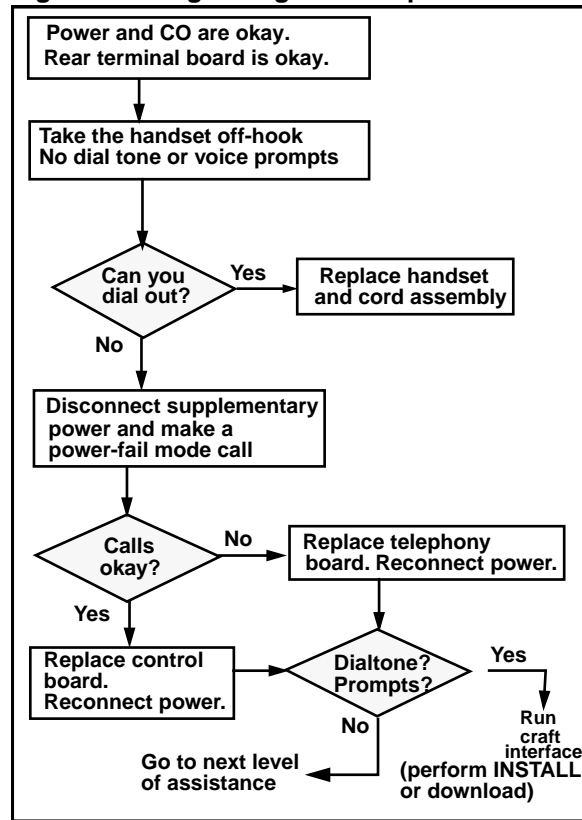 Power and CO are okay.
Rear terminal board is okay.
Take the handset off-hook
No dial tone or voice prompts
Can you
dial out?
Yes
Replace handset
and cord assembly
No
Disconnect supplementary
power and make a
power-fail mode call
Calls
okay?
No
Replace telephony
board. Reconnect power.
Yes
Replace control
board.
Reconnect power.
Dialtone?
Prompts?
Yes
No
Run
craft
interface
(perform INSTALL
or download)
Go to next level
of assistance